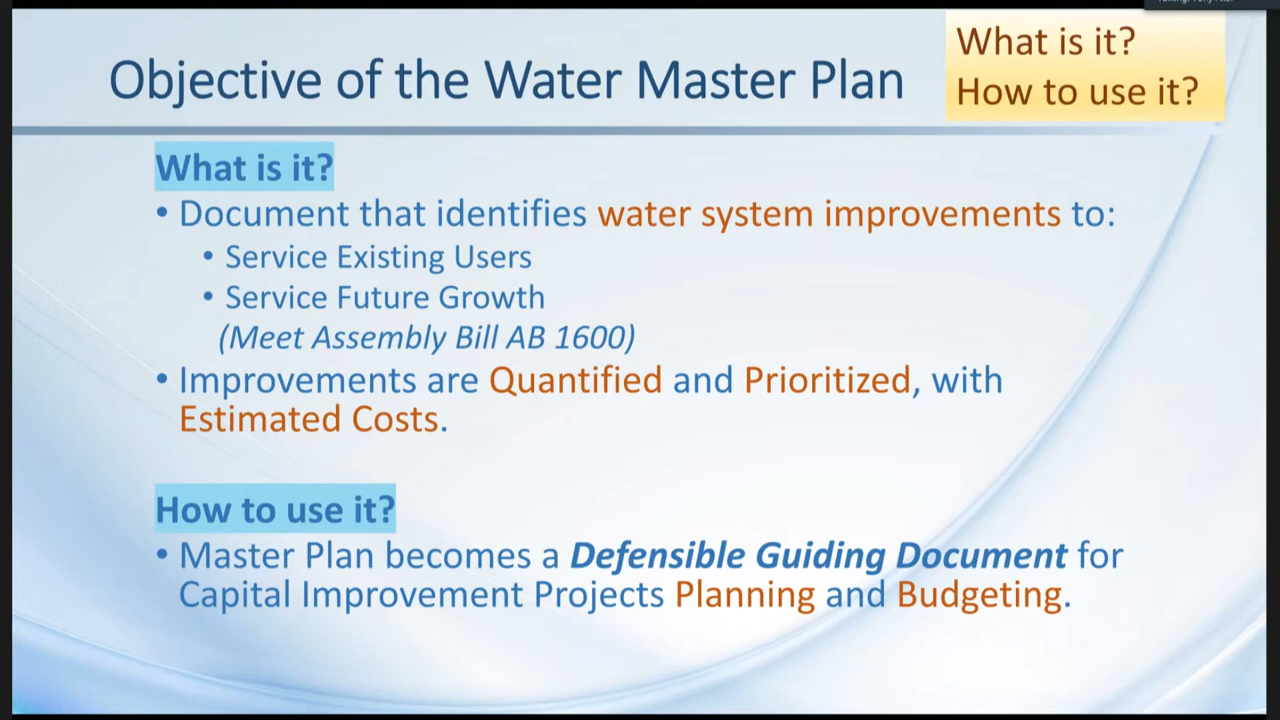 What is it?
How to use it?
Objective of the Water Master Plan
What is it?
• Document that identifies water system improvements to:
• Service Existing Users
• Service Future Growth
(Meet Assembly Bill AB 1600)
• Improvements are Quantified and Prioritized, with
Estimated Costs.
How to use it?
• Master Plan becomes a Defensible Guiding Document for
Capital Improvement Projects Planning and Budgeting.